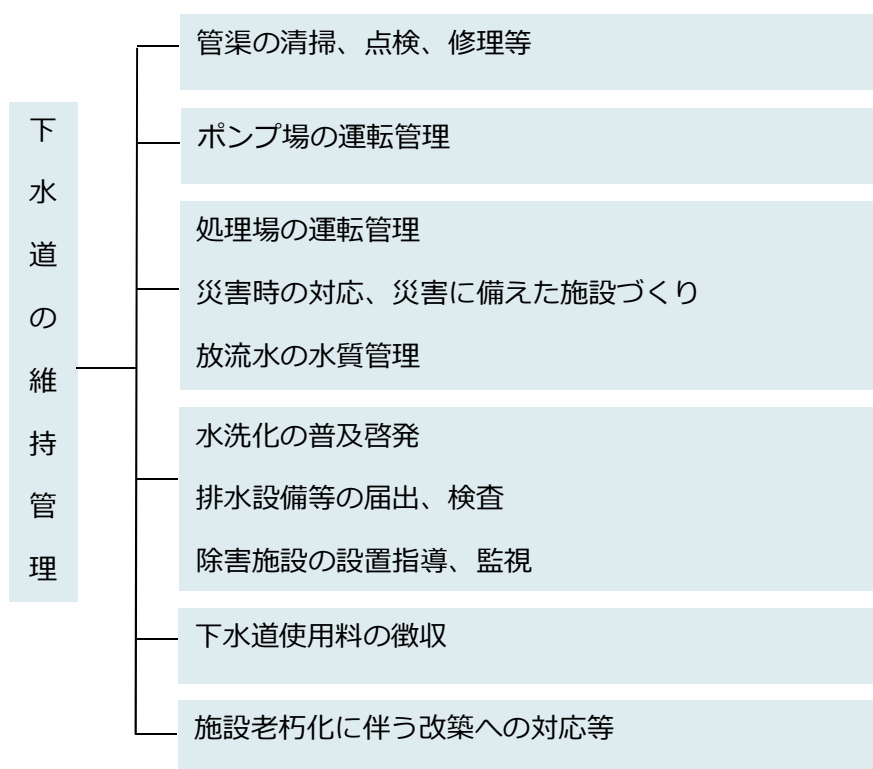 下水道の維持管理
管渠の清掃、点検、修理等
ポンプ場の運転管理
処理場の運転管理
災害時の対応、災害に備えた施設づくり
放流水の水質管理
水洗化の普及啓発
排水設備等の届出、検査
除害施設の設置指導、監視
下水道使用料の徴収
施設老朽化に伴う改築への対応等